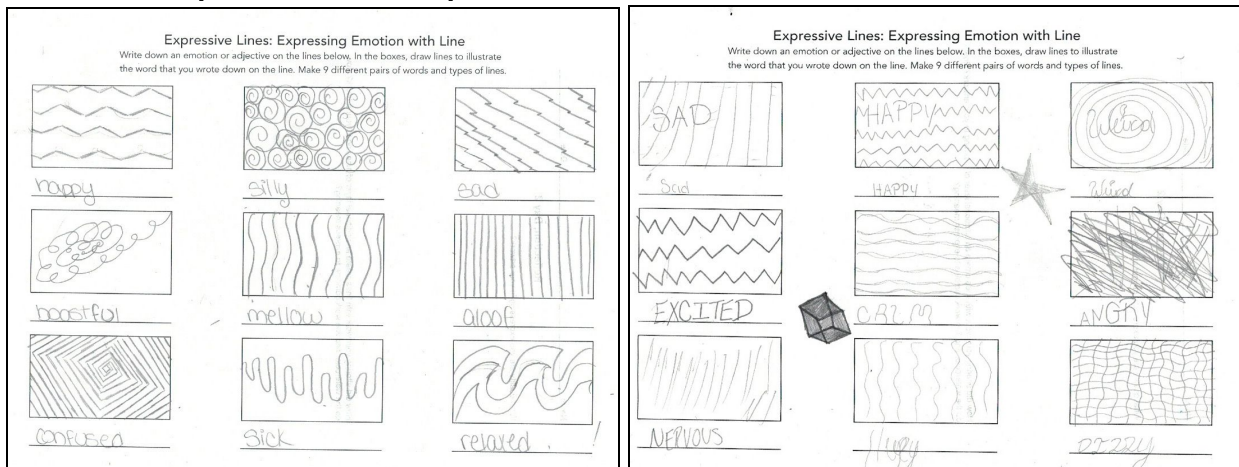 Expressive Lines: Expressing Emotion with Line
Write down an emotion or adjective on the lines below. In the boxes, draw lines to illustrate
the word that you wrote down on the line. Make 9 different pairs of words and types of lines.
happy silly sad
boastful mellow aloof
confused sick relaxed !
Expressive Lines: Expressing Emotion with Line
Write down an emotion or adjective on the lines below. In the boxes, draw lines to illustrate
the word that you wrote down on the line. Make 9 different pairs of words and types of lines.
SAD HAPPY Weird
Sad HAPPY Weird
EXCITED CALM ANGRY
NERVOUS DIZZY